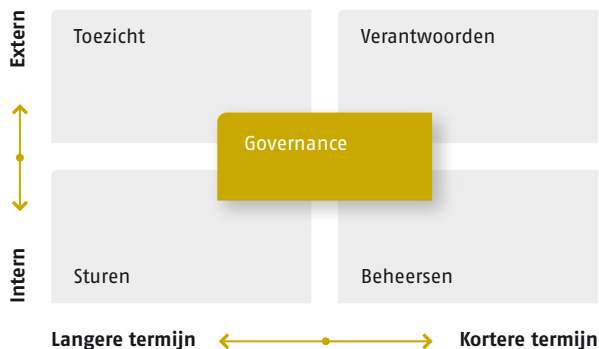 Extern
Toezicht
Verantwoorden
Governance
Intern
Sturen
Beheersen
Langere termijn
Kortere termijn